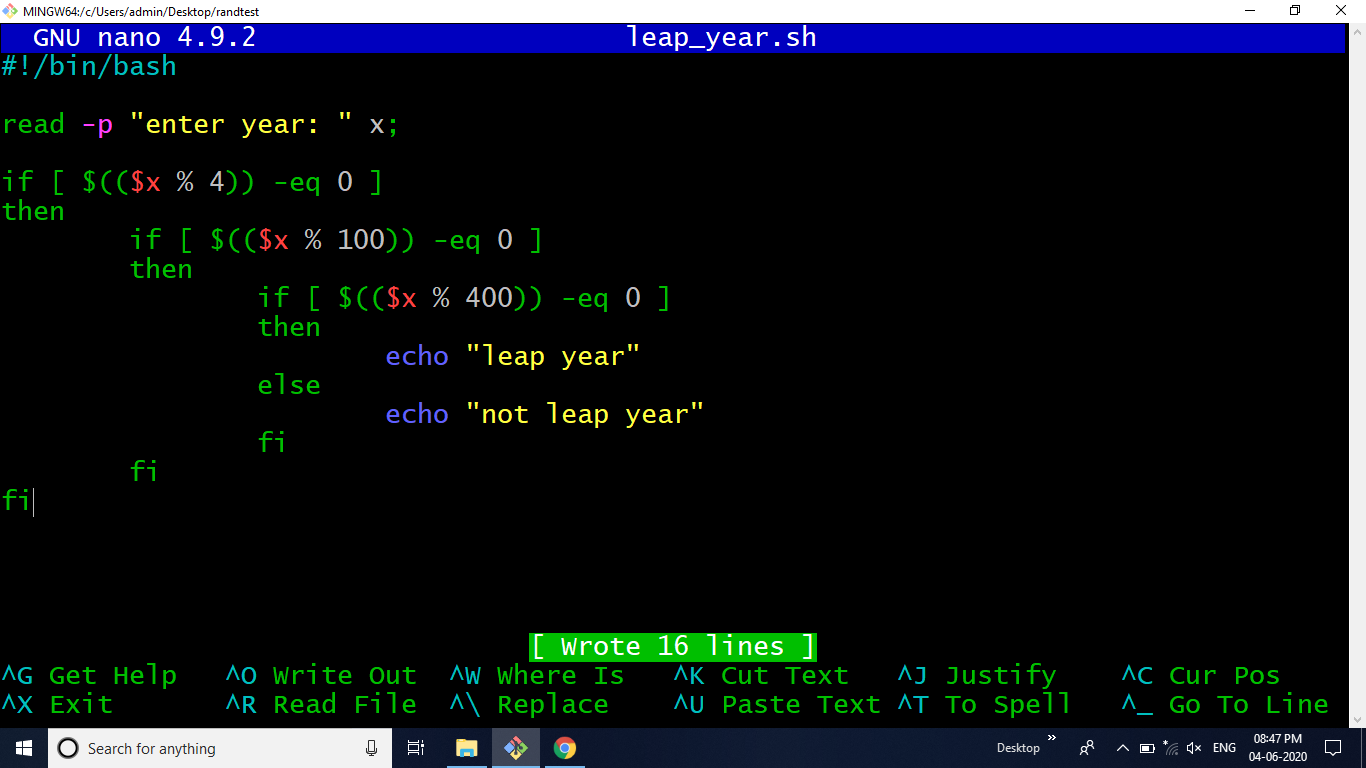 MINGW64:/c/Users/admin/Desktop/randtest
GNU nano 4.9.2 leap_year.sh
#!/bin/bash
read -p "enter year: " x;
if [ $(($x % 4)) -eq 0 ]
then
if [ $(($x % 100)) -eq 0 ]
then
if [ $(($x % 400)) -eq 0 ]
then
echo "leap year"
else
echo "not leap year"
fi
fi
fi
[ Wrote 16 lines ]
^G Get Help ^O Write Out ^W Where Is ^K Cut Text ^J Justify ^C Cur Pos
^X Exit ^R Read File ^\ Replace ^U Paste Text ^T To Spell ^_ Go To Line
Search for anything
Desktop
ENG
08:47 PM
04-06-2020